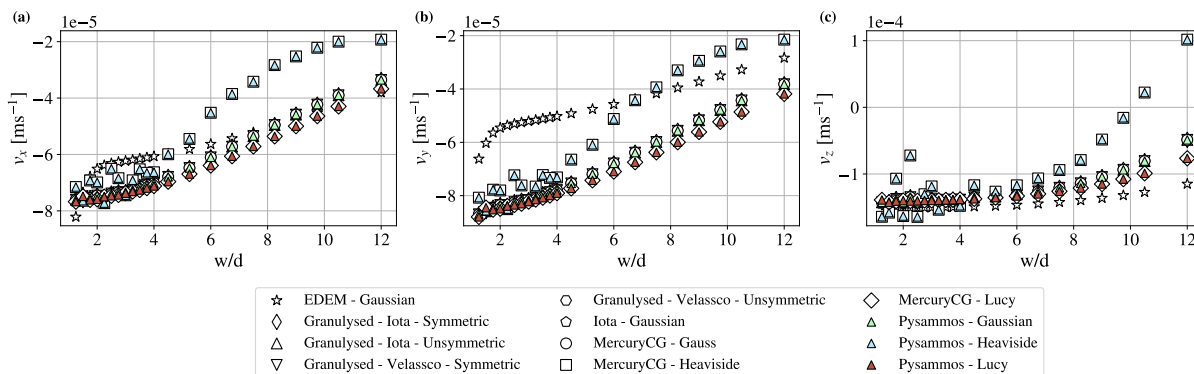 (a) 1e−5 (b) 1e−5 (c) 1e−4
−2 −2 1
−4 −4 0
−6 −6 −1
−8 −8
vx [ms−1] vy [ms−1] vz [ms−1]
2 4 6 8 10 12 2 4 6 8 10 12 2 4 6 8 10 12
w/d w/d w/d
EDEM - Gaussian Granulysed - Velassco - Unsymmetric MercuryCG - Lucy
Granulysed - Iota - Symmetric Iota - Gaussian Pysammos - Gaussian
Granulysed - Iota - Unsymmetric MercuryCG - Gauss Pysammos - Heaviside
Granulysed - Velassco - Symmetric MercuryCG - Heaviside Pysammos - Lucy